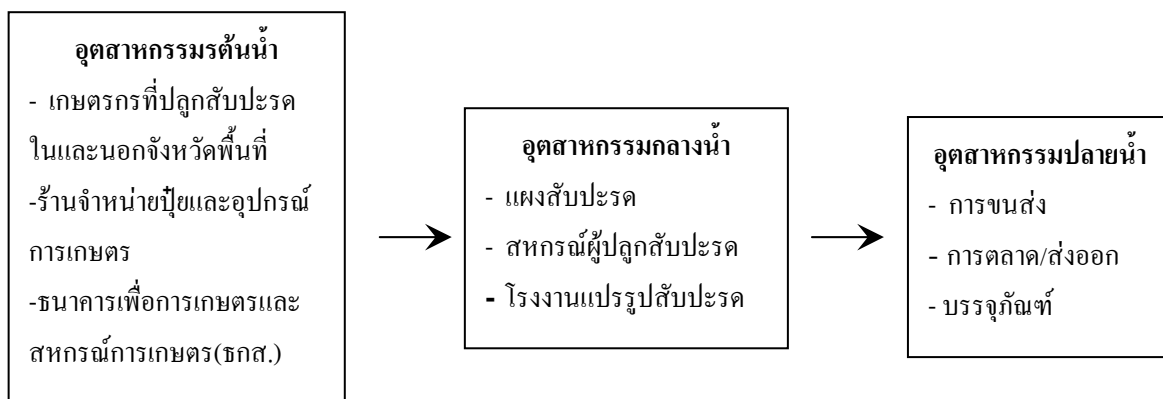 อุตสาหกรรมรต้นน้ำ
- เกษตรกรที่ปลูกสับปะรด
ในและนอกจังหวัดพื้นที่
-ร้านจำหน่ายปุ๋ยและอุปกรณ์
การเกษตร
-ธนาคารเพื่อการเกษตรและ
สหกรณ์การเกษตร(ธกส.)
อุตสาหกรรมกลางน้ำ
- แผงสับปะรด
- สหกรณ์ผู้ปลูกสับปะรด
- โรงงานแปรรูปสับปะรด
อุตสาหกรรมปลายน้ำ
- การขนส่ง
- การตลาด/ส่งออก
- บรรจุภัณฑ์